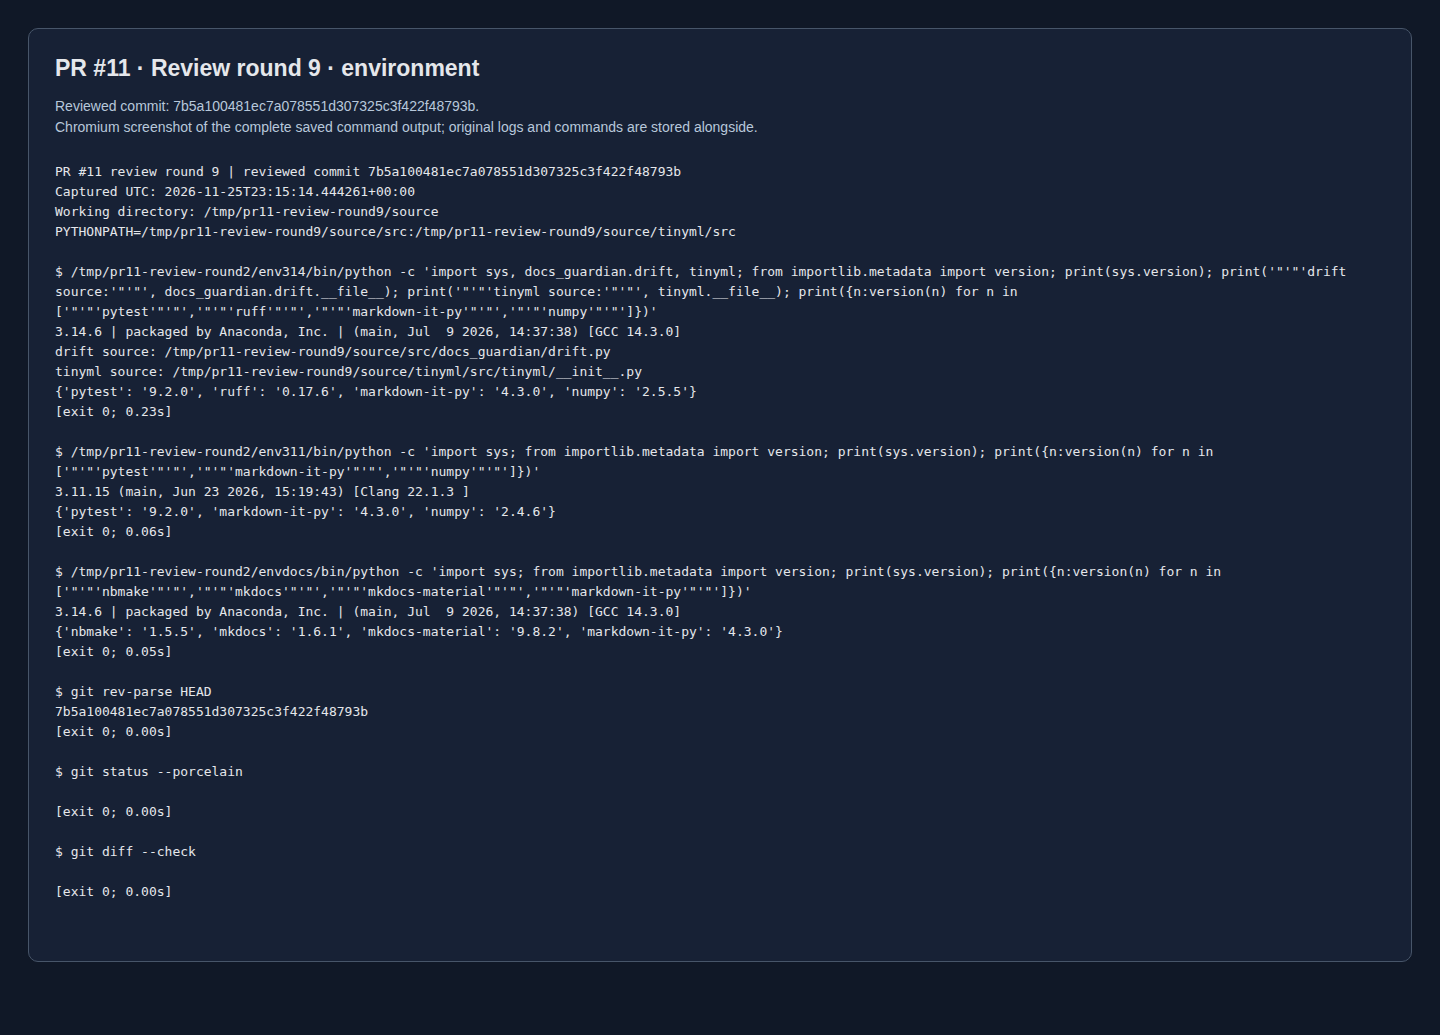 PR #11 · Review round 9 · environment
Reviewed commit: 7b5a100481ec7a078551d307325c3f422f48793b.
Chromium screenshot of the complete saved command output; original logs and commands are stored alongside.
PR #11 review round 9 | reviewed commit 7b5a100481ec7a078551d307325c3f422f48793b
Captured UTC: 2026-11-25T23:15:14.444261+00:00
Working directory: /tmp/pr11-review-round9/source
PYTHONPATH=/tmp/pr11-review-round9/source/src:/tmp/pr11-review-round9/source/tinyml/src
$ /tmp/pr11-review-round2/env314/bin/python -c 'import sys, docs_guardian.drift, tinyml; from importlib.metadata import version; print(sys.version); print('"'"'drift
source:'"'"', docs_guardian.drift.__file__); print('"'"'tinyml source:'"'"', tinyml.__file__); print({n:version(n) for n in
['"'"'pytest'"'"','"'"'ruff'"'"','"'"'markdown-it-py'"'"','"'"'numpy'"'"']})'
3.14.6 | packaged by Anaconda, Inc. | (main, Jul  9 2026, 14:37:38) [GCC 14.3.0]
drift source: /tmp/pr11-review-round9/source/src/docs_guardian/drift.py
tinyml source: /tmp/pr11-review-round9/source/tinyml/src/tinyml/__init__.py
{'pytest': '9.2.0', 'ruff': '0.17.6', 'markdown-it-py': '4.3.0', 'numpy': '2.5.5'}
[exit 0; 0.23s]
$ /tmp/pr11-review-round2/env311/bin/python -c 'import sys; from importlib.metadata import version; print(sys.version); print({n:version(n) for n in
['"'"'pytest'"'"','"'"'markdown-it-py'"'"','"'"'numpy'"'"']})'
3.11.15 (main, Jun 23 2026, 15:19:43) [Clang 22.1.3 ]
{'pytest': '9.2.0', 'markdown-it-py': '4.3.0', 'numpy': '2.4.6'}
[exit 0; 0.06s]
$ /tmp/pr11-review-round2/envdocs/bin/python -c 'import sys; from importlib.metadata import version; print(sys.version); print({n:version(n) for n in
['"'"'nbmake'"'"','"'"'mkdocs'"'"','"'"'mkdocs-material'"'"','"'"'markdown-it-py'"'"']})'
3.14.6 | packaged by Anaconda, Inc. | (main, Jul  9 2026, 14:37:38) [GCC 14.3.0]
{'nbmake': '1.5.5', 'mkdocs': '1.6.1', 'mkdocs-material': '9.8.2', 'markdown-it-py': '4.3.0'}
[exit 0; 0.05s]
$ git rev-parse HEAD
7b5a100481ec7a078551d307325c3f422f48793b
[exit 0; 0.00s]
$ git status --porcelain
[exit 0; 0.00s]
$ git diff --check
[exit 0; 0.00s]